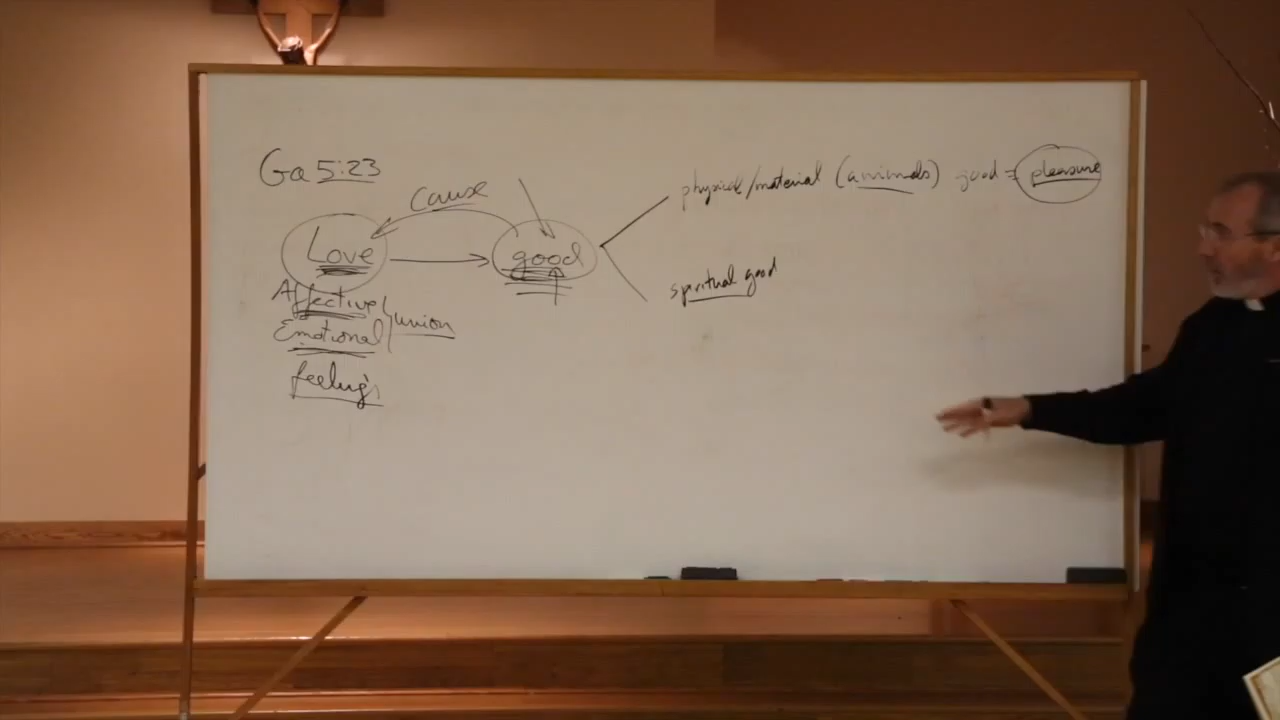 Ga 5:23
cause
physical/material (animals) good = pleasure
Love
good
spiritual good
Affective
Emotional
union
feelings